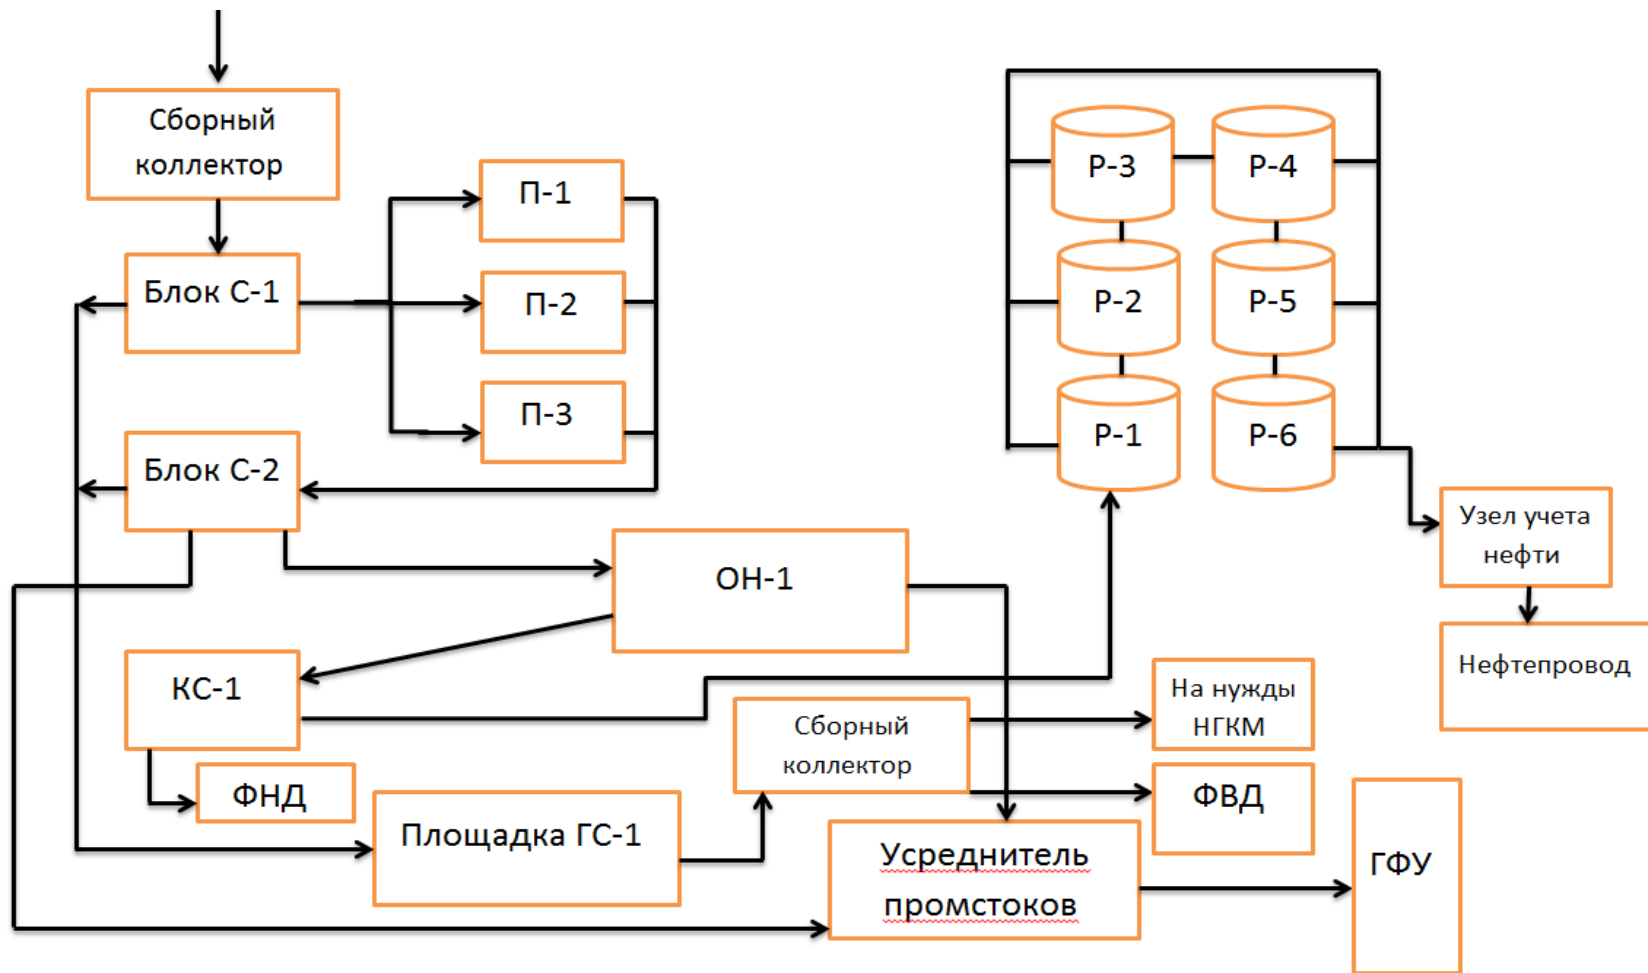 Сборный
коллектор
Блок С-1
П-1
П-2
П-3
Блок С-2
ОН-1
КС-1
ФНД
Площадка ГС-1
Сборный
коллектор
На нужды
НГКМ
ФВД
Усреднитель
промстоков
ГФУ
Р-3
Р-4
Р-2
Р-5
Р-1
Р-6
Узел учета
нефти
Нефтепровод